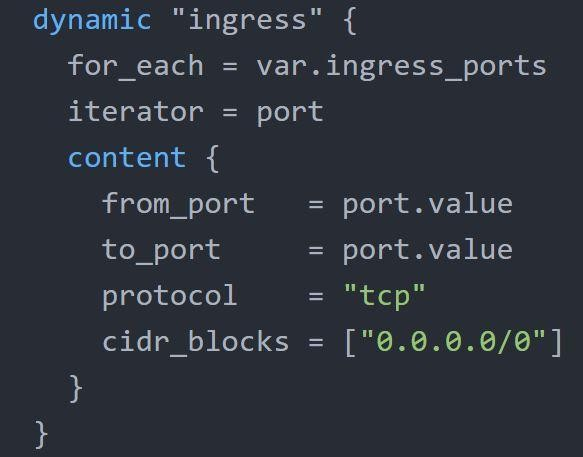 dynamic "ingress" {
  for_each = var.ingress_ports
  iterator = port
  content {
    from_port   = port.value
    to_port     = port.value
    protocol    = "tcp"
    cidr_blocks = ["0.0.0.0/0"]
  }
}